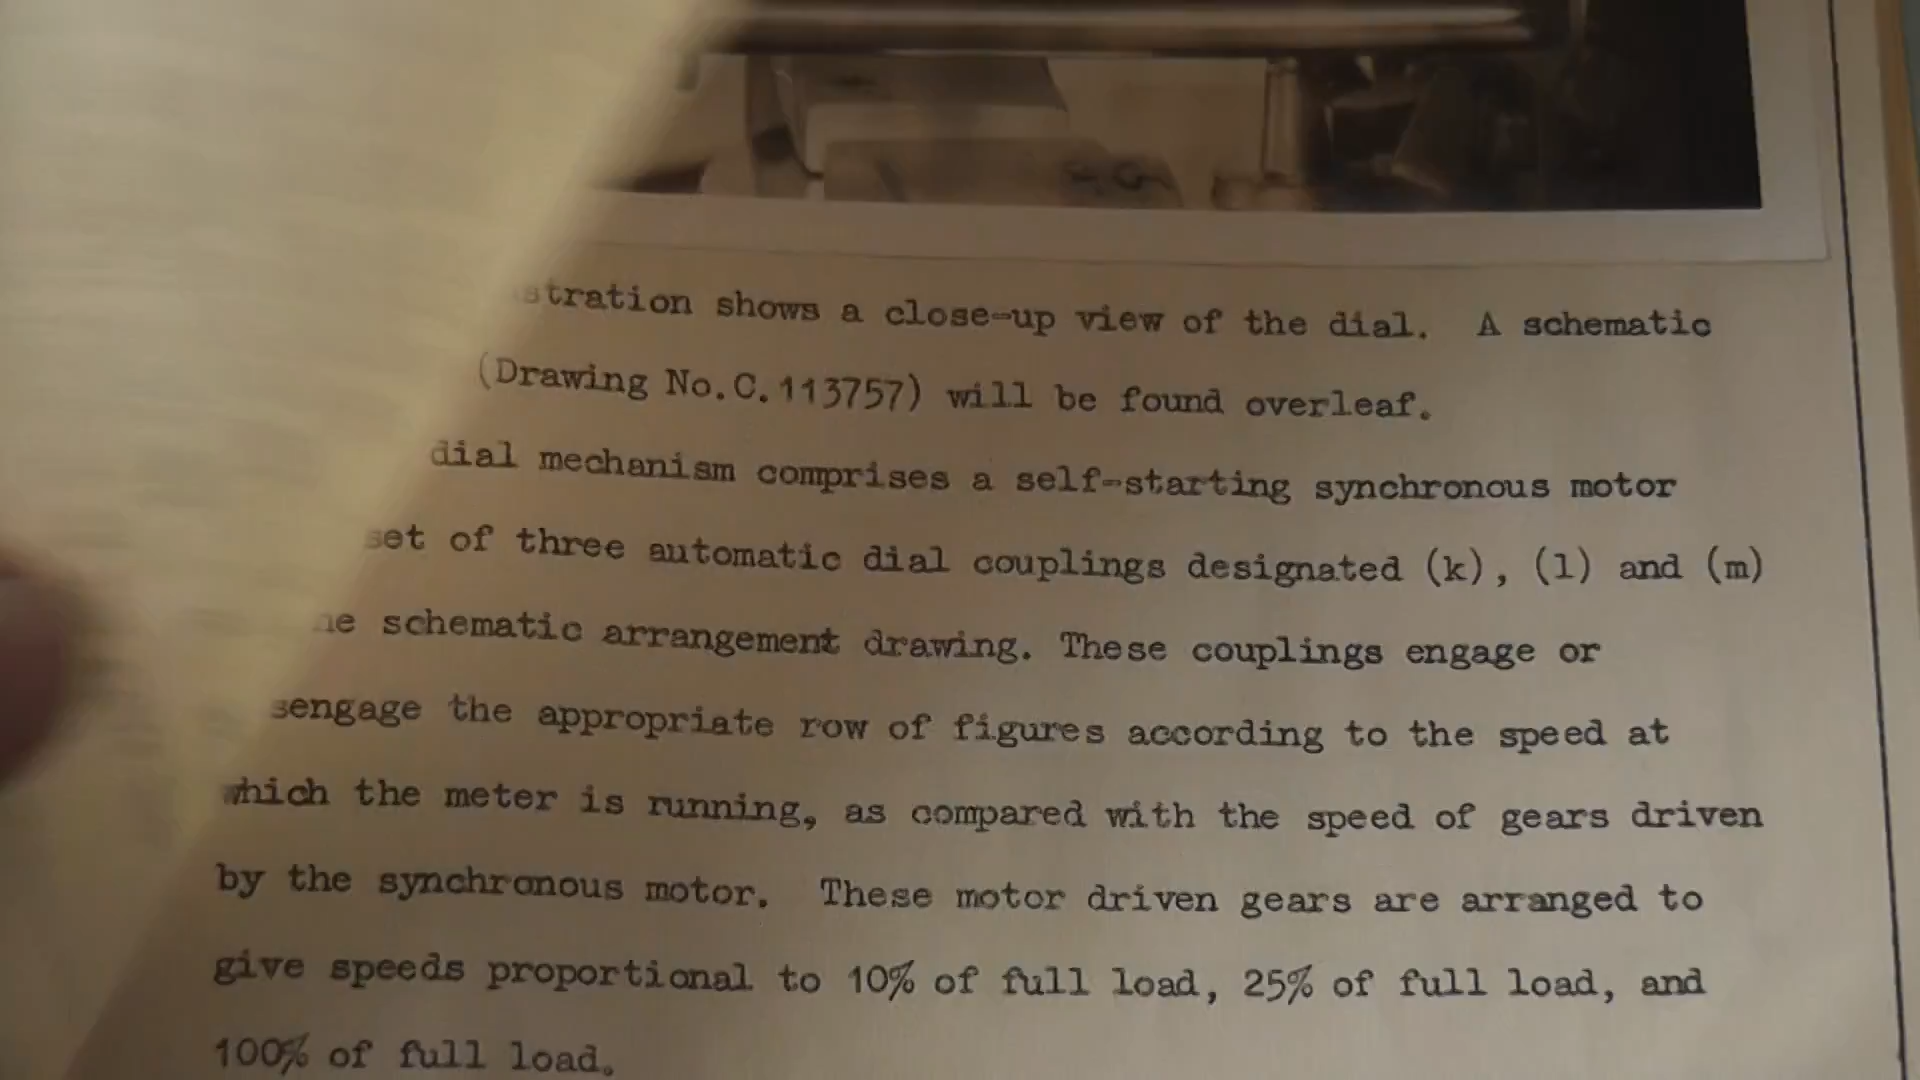 stration shows a close-up view of the dial. A schematic
(Drawing No.C.113757) will be found overleaf.
dial mechanism comprises a self-starting synchronous motor
set of three automatic dial couplings designated (k), (l) and (m)
he schematic arrangement drawing. These couplings engage or
sengage the appropriate row of figures according to the speed at
which the meter is running, as compared with the speed of gears driven
by the synchronous motor. These motor driven gears are arranged to
give speeds proportional to 10% of full load, 25% of full load, and
100% of full load.